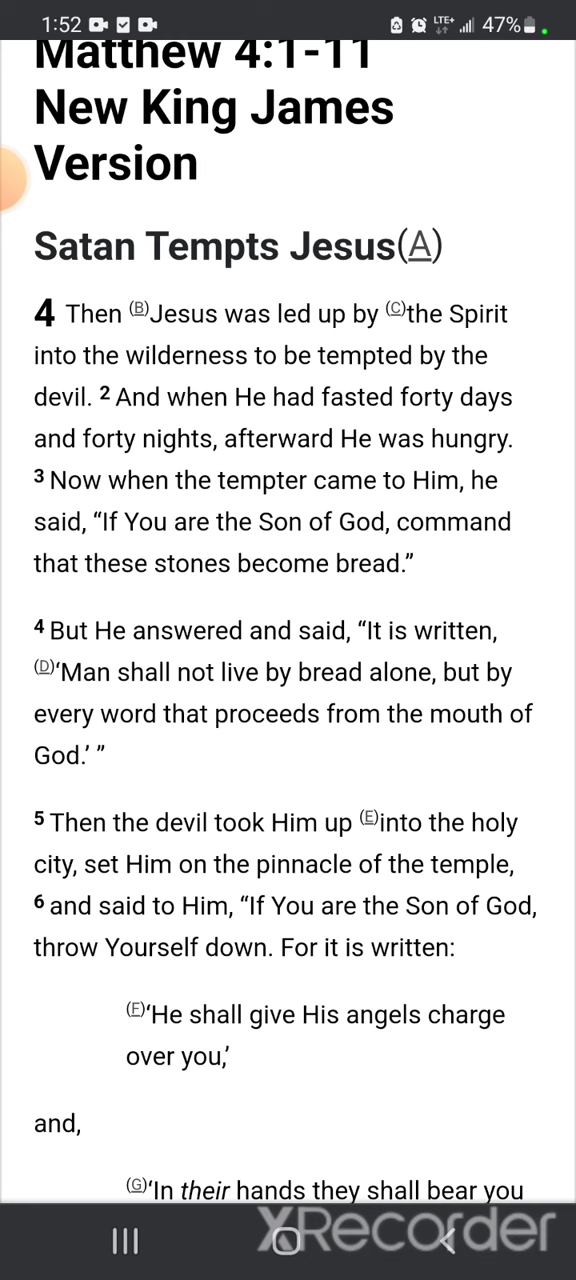 1:52 LTE+ 47%
Matthew 4:1-11
New King James
Version
Satan Tempts Jesus(A)
4 Then (B)Jesus was led up by (C)the Spirit
into the wilderness to be tempted by the
devil. 2 And when He had fasted forty days
and forty nights, afterward He was hungry.
3 Now when the tempter came to Him, he
said, “If You are the Son of God, command
that these stones become bread.”
4 But He answered and said, “It is written,
(D)‘Man shall not live by bread alone, but by
every word that proceeds from the mouth of
God.’ ”
5 Then the devil took Him up (E)into the holy
city, set Him on the pinnacle of the temple,
6 and said to Him, “If You are the Son of God,
throw Yourself down. For it is written:
(F)‘He shall give His angels charge
over you,’
and,
(G)‘In their hands they shall bear you
XRecorder